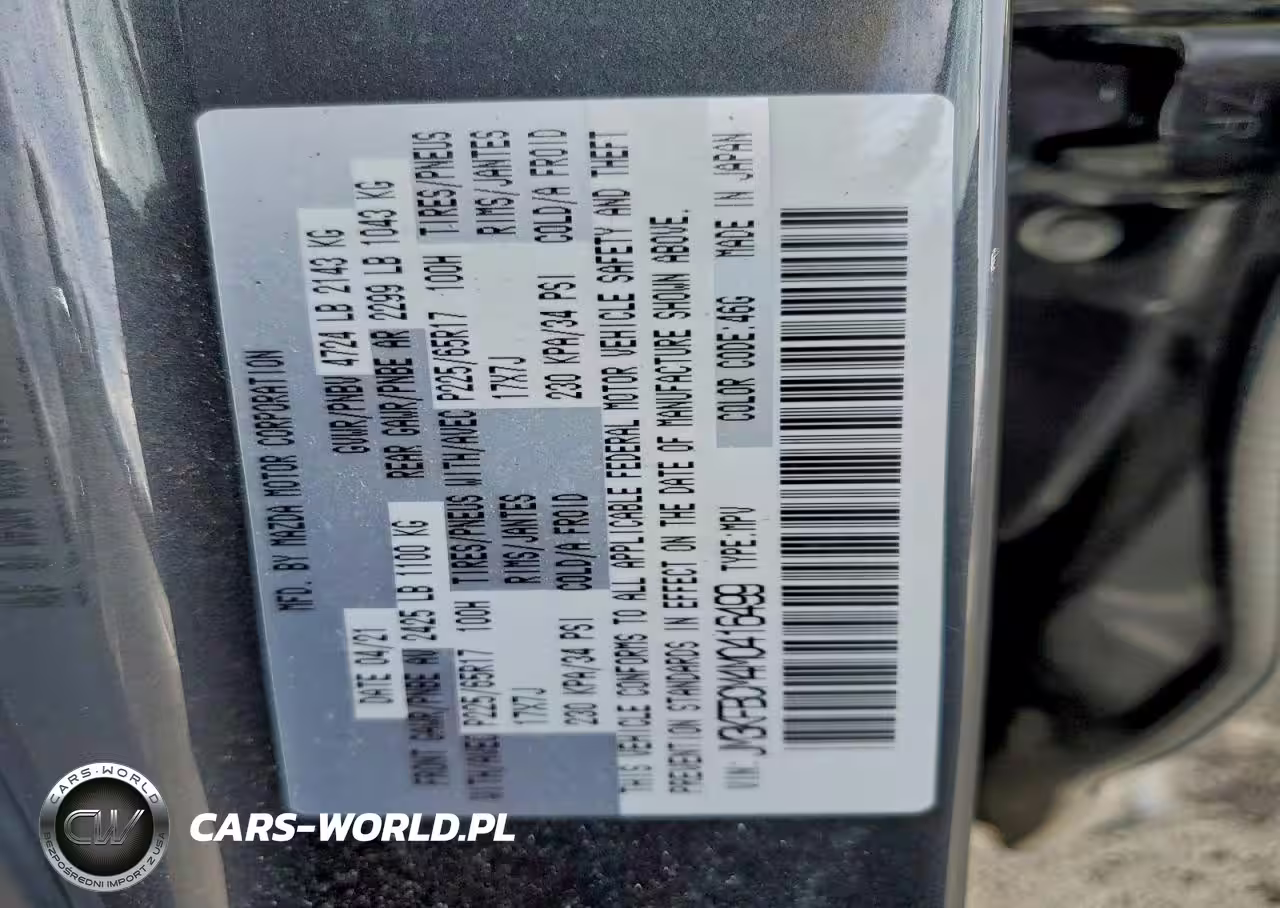 MFD. BY MAZDA MOTOR CORPORATION
DATE 04/21 GVWR/PNBV 4724 LB 2143 KG
FRONT GAWR/PNBE AV 2425 LB 1100 KG REAR GAWR/PNBE AR 2299 LB 1043 KG
WITH/AVEC P225/65R17 100H TIRES/PNEUS WITH/AVEC P225/65R17 100H TIRES/PNEUS
17X7J RIMS/JANTES 17X7J RIMS/JANTES
230 KPA/34 PSI COLD/A FROID 230 KPA/34 PSI COLD/A FROID
THIS VEHICLE CONFORMS TO ALL APPLICABLE FEDERAL MOTOR VEHICLE SAFETY AND THEFT
PREVENTION STANDARDS IN EFFECT ON THE DATE OF MANUFACTURE SHOWN ABOVE.
VIN: JM3KFBCM4M0416499 TYPE:MPV COLOR CODE:46G MADE IN JAPAN
CARS-WORLD
CW
BEZPOŚREDNI IMPORT Z USA
CARS-WORLD.PL